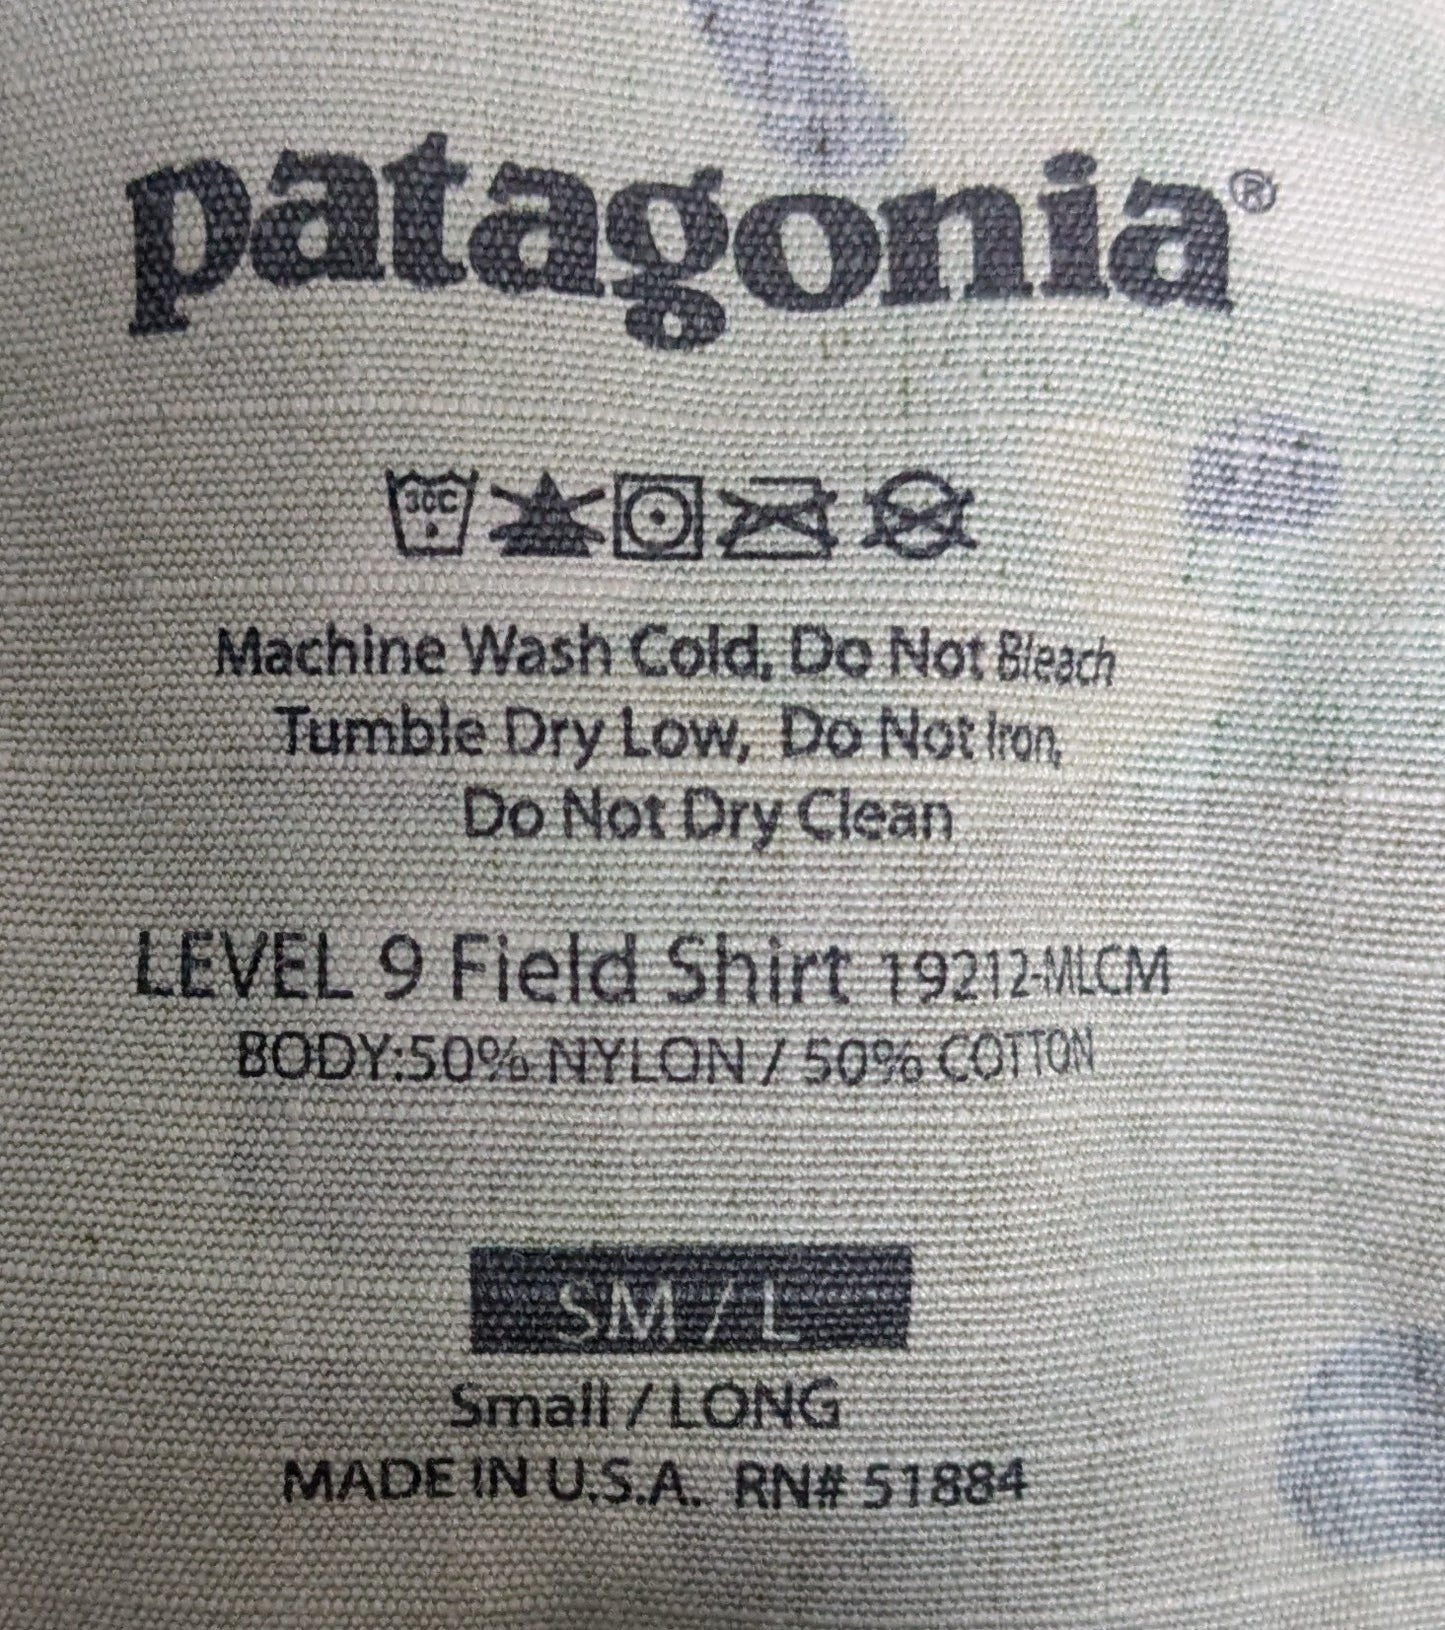 patagonia®
30C
Machine Wash Cold, Do Not Bleach
Tumble Dry Low, Do Not Iron,
Do Not Dry Clean
LEVEL 9 Field Shirt 19212-MLCM
BODY:50% NYLON / 50% COTTON
SM / L
Small / LONG
MADE IN U.S.A. RN# 51884